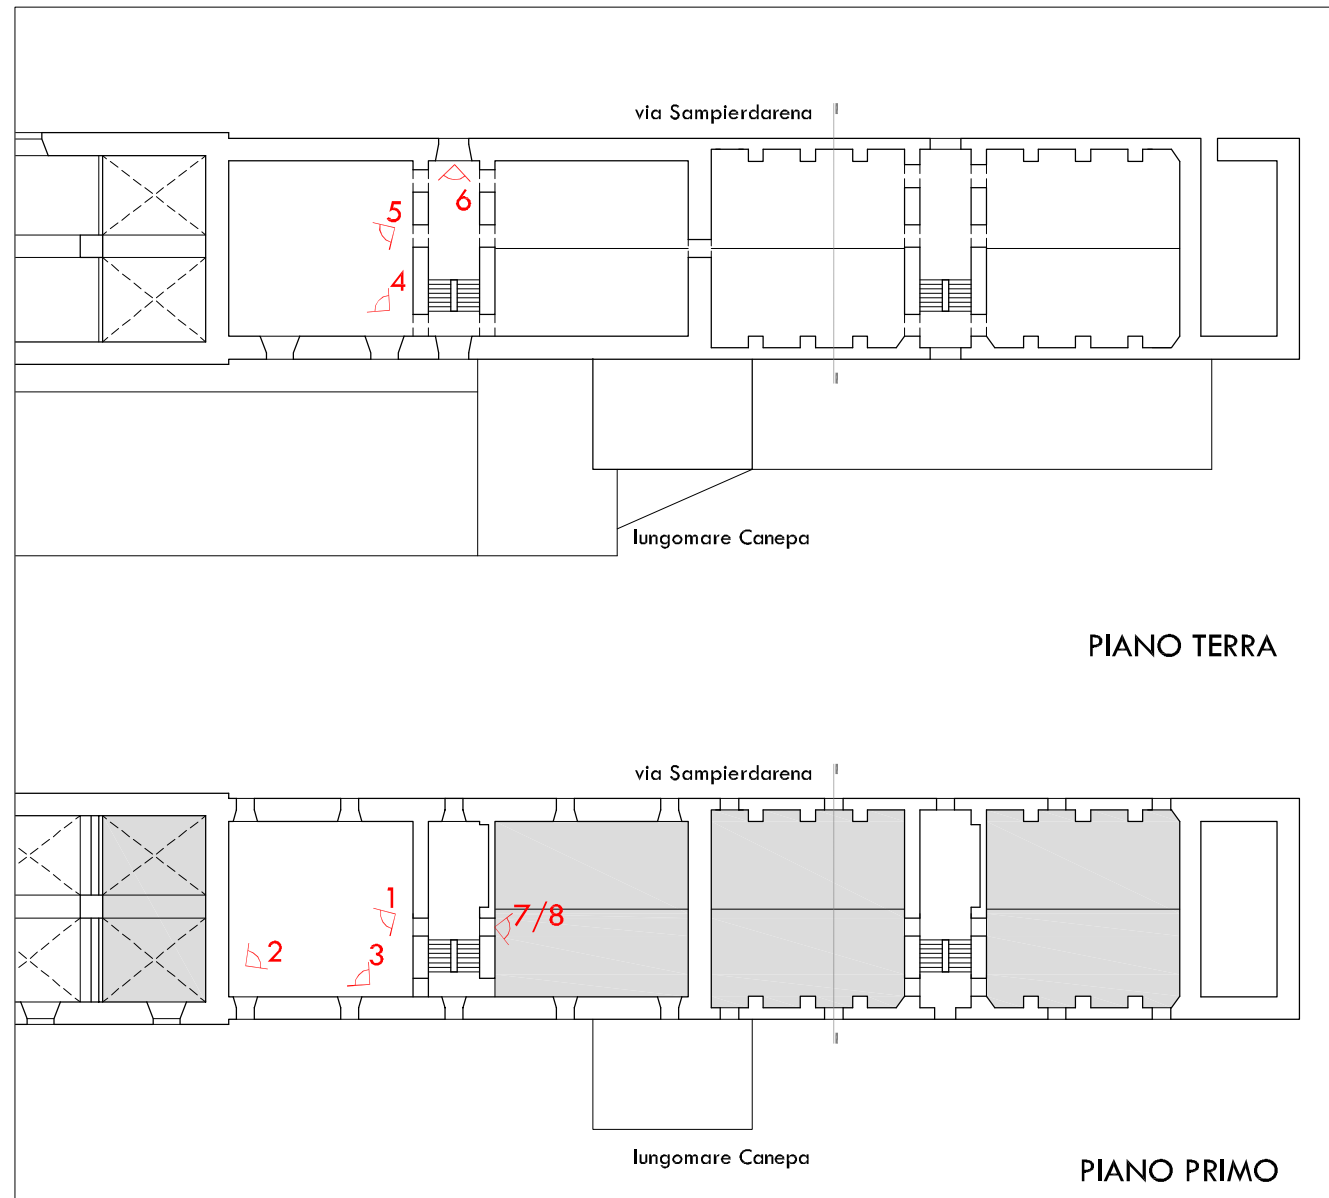 via Sampierdarena
6
5
4
lungomare Canepa
PIANO TERRA
via Sampierdarena
1
7/8
2
3
lungomare Canepa
PIANO PRIMO